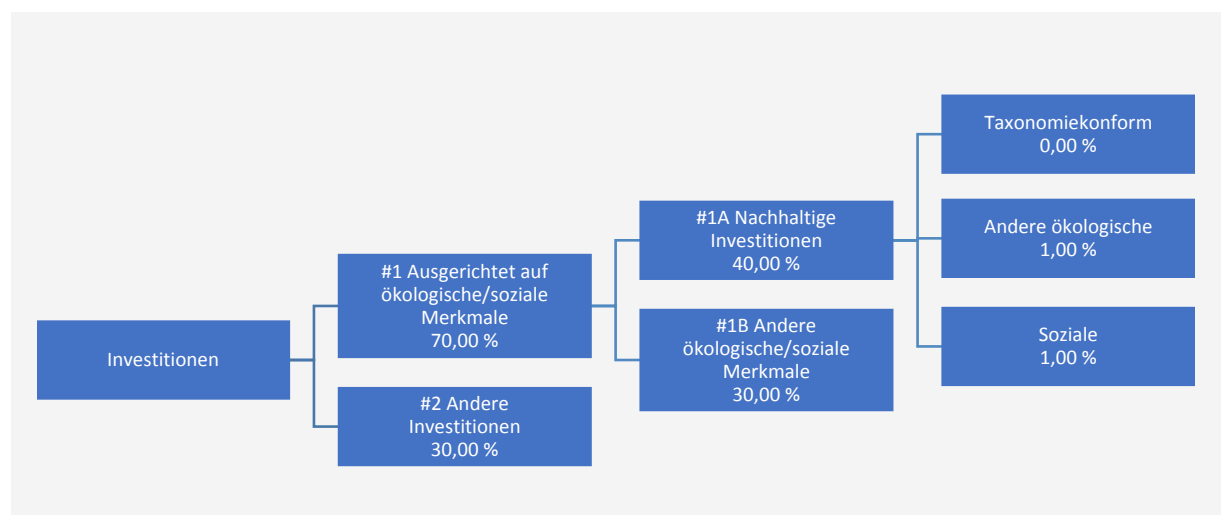 Investitionen
#1 Ausgerichtet auf
ökologische/soziale
Merkmale
70,00 %
#2 Andere
Investitionen
30,00 %
#1A Nachhaltige
Investitionen
40,00 %
#1B Andere
ökologische/soziale
Merkmale
30,00 %
Taxonomiekonform
0,00 %
Andere ökologische
1,00 %
Soziale
1,00 %